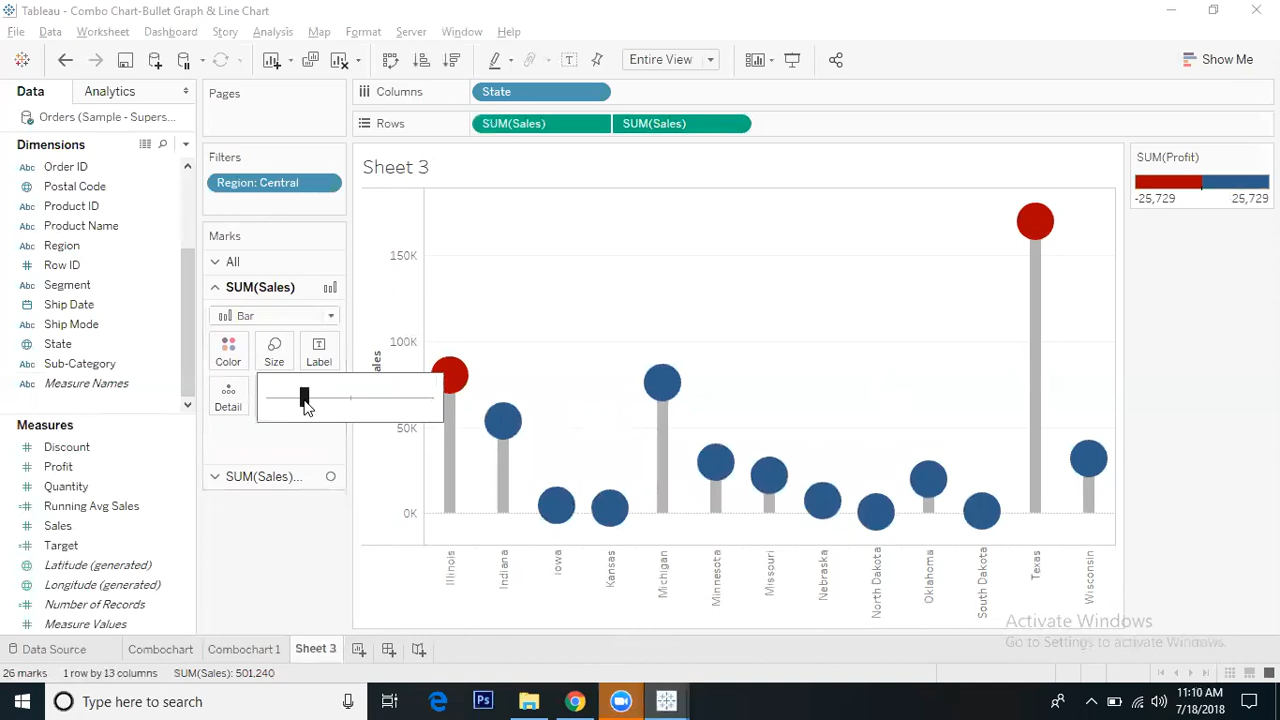 Tableau - Combo Chart-Bullet Graph & Line Chart
File Data Worksheet Dashboard Story Analysis Map Format Server Window Help
Entire View
Show Me
Data Analytics
Orders (Sample - Supers...
Dimensions
Order ID
Postal Code
Product ID
Product Name
Region
Row ID
Segment
Ship Date
Ship Mode
State
Sub-Category
Measure Names
Measures
Discount
Profit
Quantity
Running Avg Sales
Sales
Target
Latitude (generated)
Longitude (generated)
Number of Records
Measure Values
Pages
Filters
Region: Central
Marks
All
SUM(Sales)
Bar
Color Size Label
Detail
SUM(Sales)...
Columns State
Rows SUM(Sales) SUM(Sales)
Sheet 3
150K
100K
50K
0K
ales
Illinois
Indiana
Iowa
Kansas
Michigan
Minnesota
Missouri
Nebraska
North Dakota
Oklahoma
South Dakota
Texas
Wisconsin
SUM(Profit)
-25,729 25,729
Activate Windows
Go to Settings to activate Windows.
Data Source Combochart Combochart 1 Sheet 3
26 marks 1 row by 13 columns SUM(Sales): 501,240
Type here to search
Ps
11:10 AM
7/18/2018